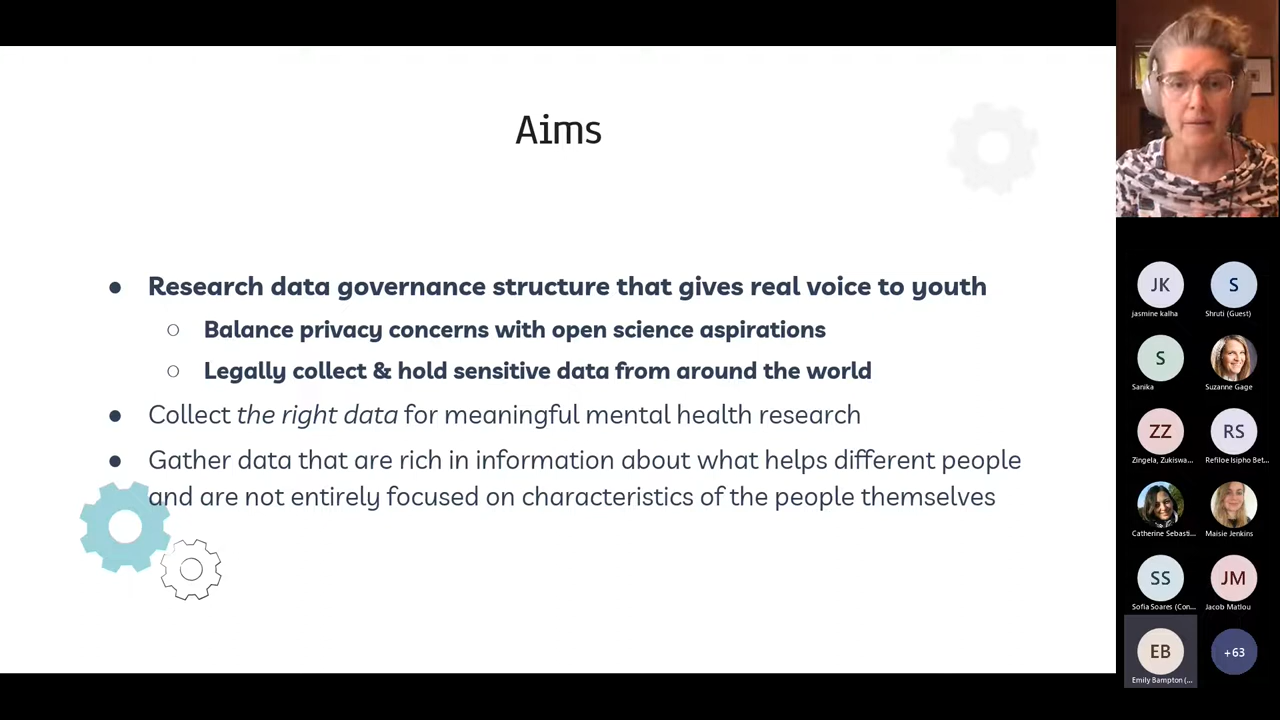 Aims
● Research data governance structure that gives real voice to youth
○ Balance privacy concerns with open science aspirations
○ Legally collect & hold sensitive data from around the world
● Collect the right data for meaningful mental health research
● Gather data that are rich in information about what helps different people
and are not entirely focused on characteristics of the people themselves
JK
S
jasmine kalha
Shruti (Guest)
S
Sanika
Suzanne Gage
ZZ
RS
Zingela, Zukiswa...
Refiloe Isipho Bet...
Catherine Sebasti...
Maisie Jenkins
SS
JM
Sofia Soares (Con...
Jacob Matlou
EB
+63
Emily Bampton (...